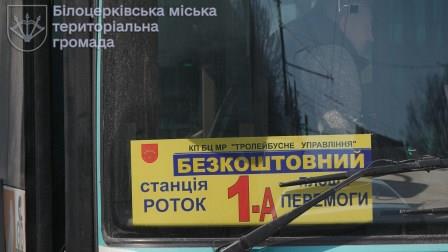 Білоцерківська міська
територіальна
громада
КП БЦ МР "ТРОЛЕЙБУСНЕ УПРАВЛІННЯ"
БЕЗКОШТОВНИЙ
станція
РОТОК
1-А
ПЕРЕМОГИ